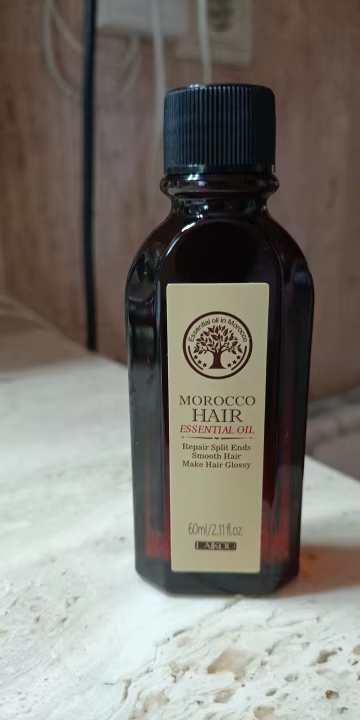 Essential oil in Morocco
MOROCCO
HAIR
ESSENTIAL OIL
Repair Split Ends
Smooth Hair
Make Hair Glossy
60ml/2.11fl.oz.
LAIKOU